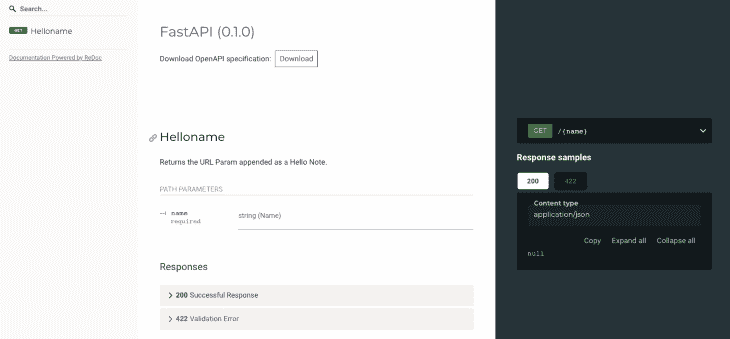 Search...
GET Helloname
Documentation Powered by ReDoc
FastAPI (0.1.0)
Download OpenAPI specification: Download
Helloname
Returns the URL Param appended as a Hello Note.
PATH PARAMETERS
name string (Name)
required
Responses
200 Successful Response
422 Validation Error
GET /{name}
Response samples
200 422
Content type
application/json
Copy Expand all Collapse all
null